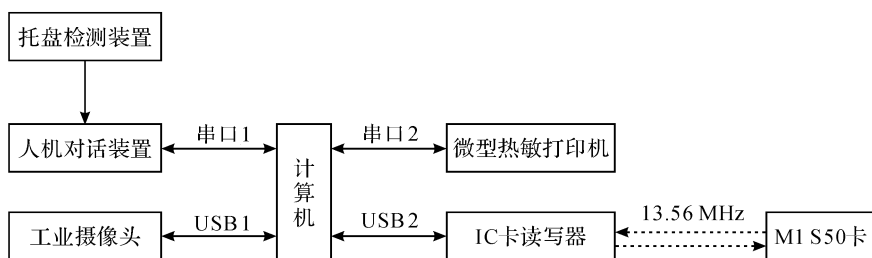 托盘检测装置
人机对话装置
串口1
计算机
串口2
微型热敏打印机
工业摄像头
USB1
USB2
IC卡读写器
13.56 MHz
M1 S50卡